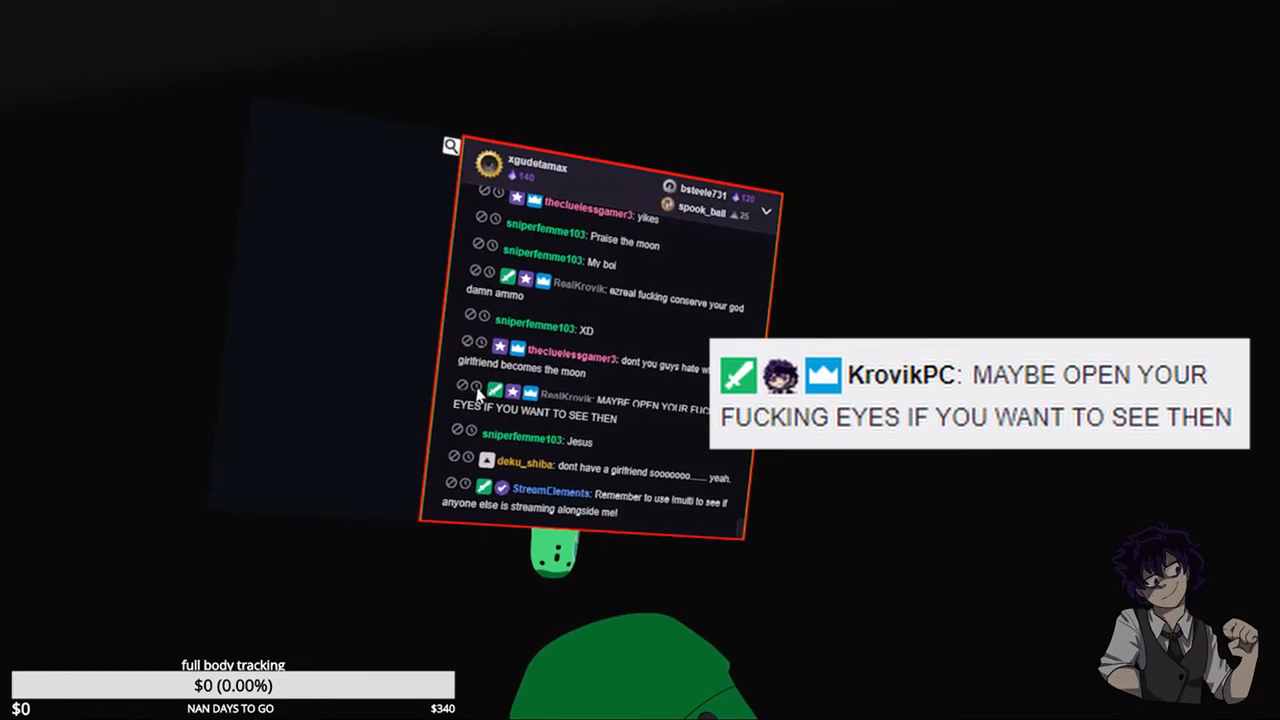 xgudetamax
140
bsteele731 120
spook_ball 25
thecluelessgamer3: yikes
sniperfemme103: Praise the moon
sniperfemme103: My boi
RealKrovik: ezreal fucking conserve your god
damn ammo
sniperfemme103: XD
thecluelessgamer3: dont you guys hate
girlfriend becomes the moon
RealKrovik: MAYBE OPEN YOUR
EYES IF YOU WANT TO SEE THEN
sniperfemme103: Jesus
deku_shiba: dont have a girlfriend sooooooo....... yeah.
StreamElements: Remember to use !multi to see if
anyone else is streaming alongside me!
KrovikPC: MAYBE OPEN YOUR
FUCKING EYES IF YOU WANT TO SEE THEN
full body tracking
$0 (0.00%)
$0 NAN DAYS TO GO $340